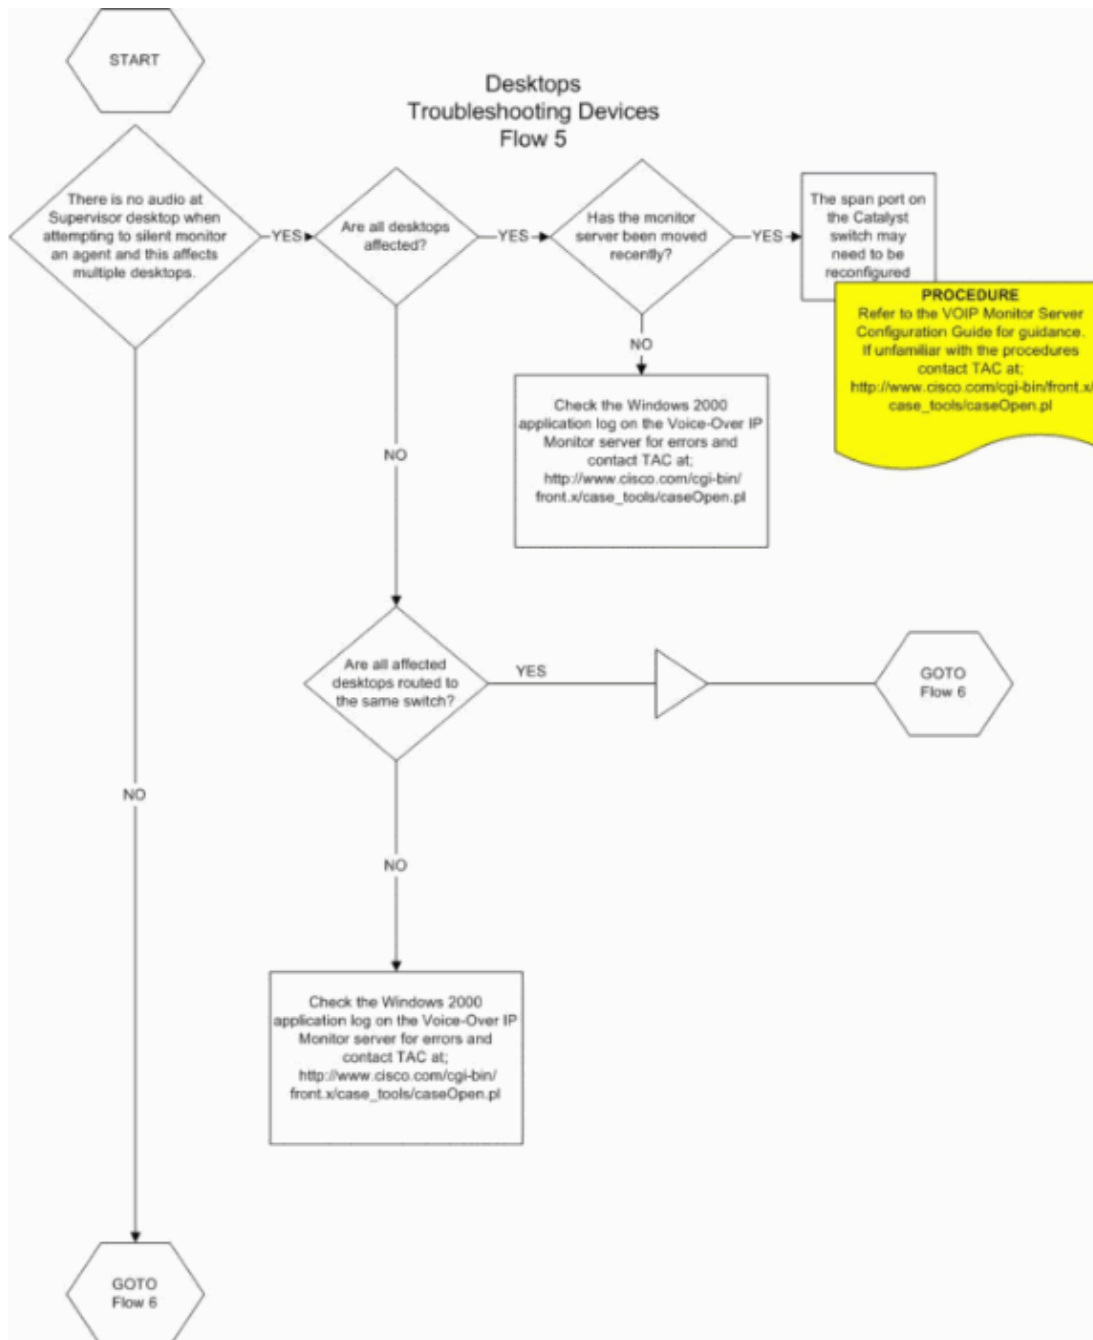 START
Desktops
Troubleshooting Devices
Flow 5
There is no audio at
Supervisor desktop when
attempting to silent monitor
an agent and this affects
multiple desktops.
YES
Are all desktops
affected?
YES
Has the monitor
server been moved
recently?
YES
The span port on
the Catalyst
switch may
need to be
reconfigured
PROCEDURE
Refer to the VOIP Monitor Server
Configuration Guide for guidance.
If unfamiliar with the procedures
contact TAC at;
http://www.cisco.com/cgi-bin/front.x/
case_tools/caseOpen.pl
NO
Check the Windows 2000
application log on the Voice-Over IP
Monitor server for errors and
contact TAC at;
http://www.cisco.com/cgi-bin/
front.x/case_tools/caseOpen.pl
NO
Are all affected
desktops routed to
the same switch?
YES
GOTO
Flow 6
NO
NO
Check the Windows 2000
application log on the Voice-Over IP
Monitor server for errors and
contact TAC at;
http://www.cisco.com/cgi-bin/
front.x/case_tools/caseOpen.pl
GOTO
Flow 6